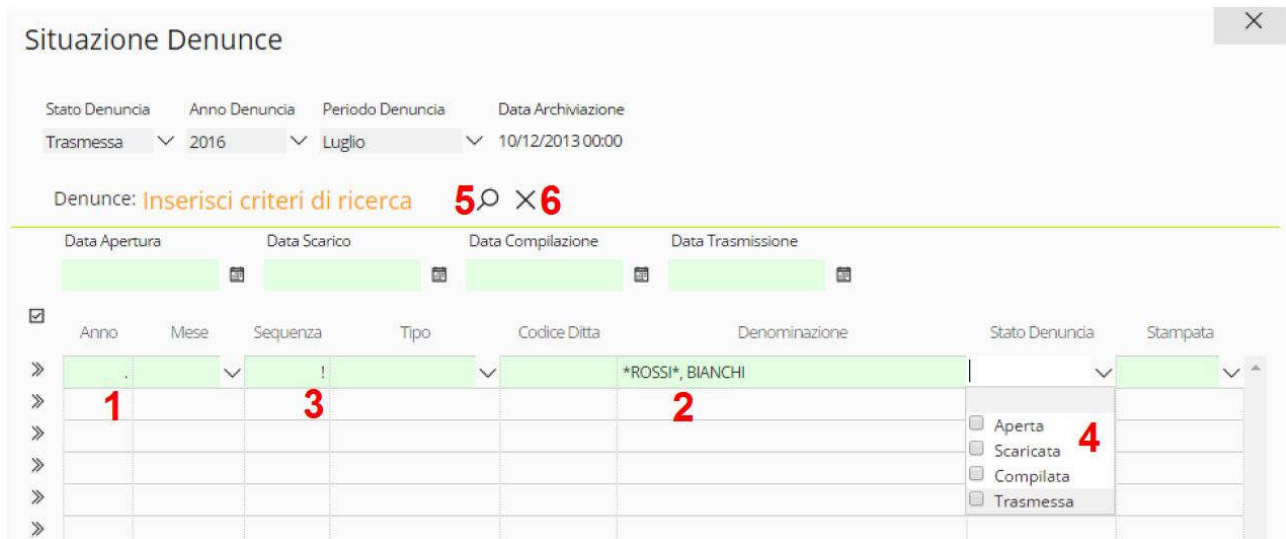 Situazione Denunce
Stato Denuncia Anno Denuncia Periodo Denuncia Data Archiviazione
Trasmessa 2016 Luglio 10/12/2013 00:00
Denunce: Inserisci criteri di ricerca 5 6
Data Apertura Data Scarico Data Compilazione Data Trasmissione
Anno Mese Sequenza Tipo Codice Ditta Denominazione Stato Denuncia Stampata
. ! *ROSSI*, BIANCHI
1 3 2
Aperta 4
Scaricata
Compilata
Trasmessa